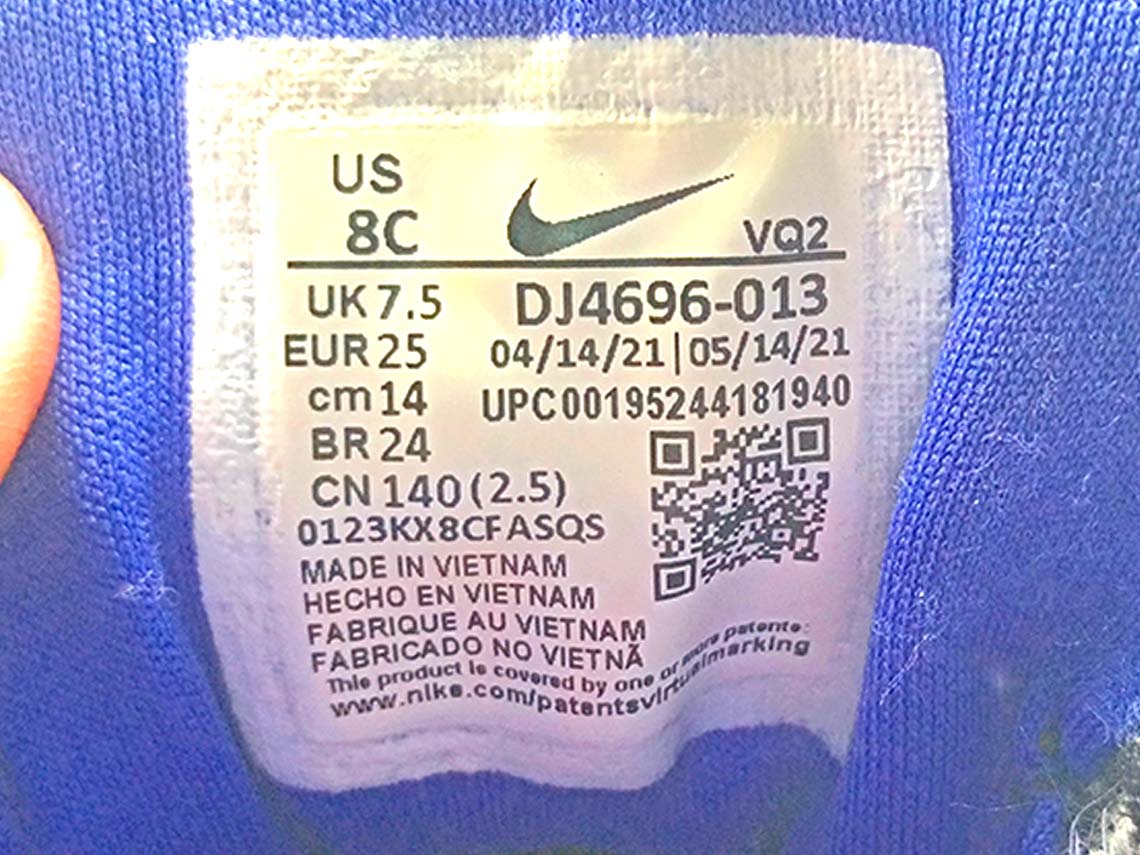 US
8C
VQ2
UK 7.5
DJ4696-013
EUR 25
04/14/21|05/14/21
cm 14
UPC00195244181940
BR 24
CN 140 (2.5)
0123KX8CFASQS
MADE IN VIETNAM
HECHO EN VIETNAM
FABRIQUE AU VIETNAM
FABRICADO NO VIETNÃ
This product is covered by one or more patents:
www.nike.com/patentsvirtualmarking